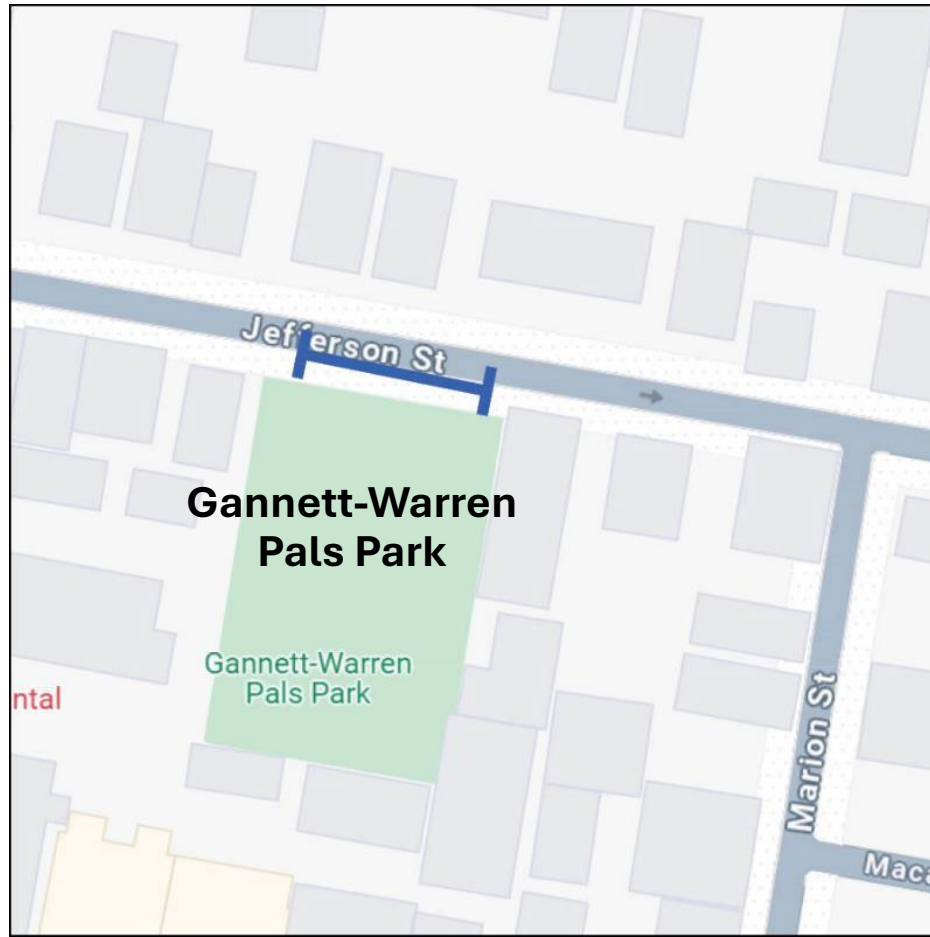 Jefferson St
Gannett-Warren
Pals Park
Gannett-Warren
Pals Park
ntal
Marion St
Maca